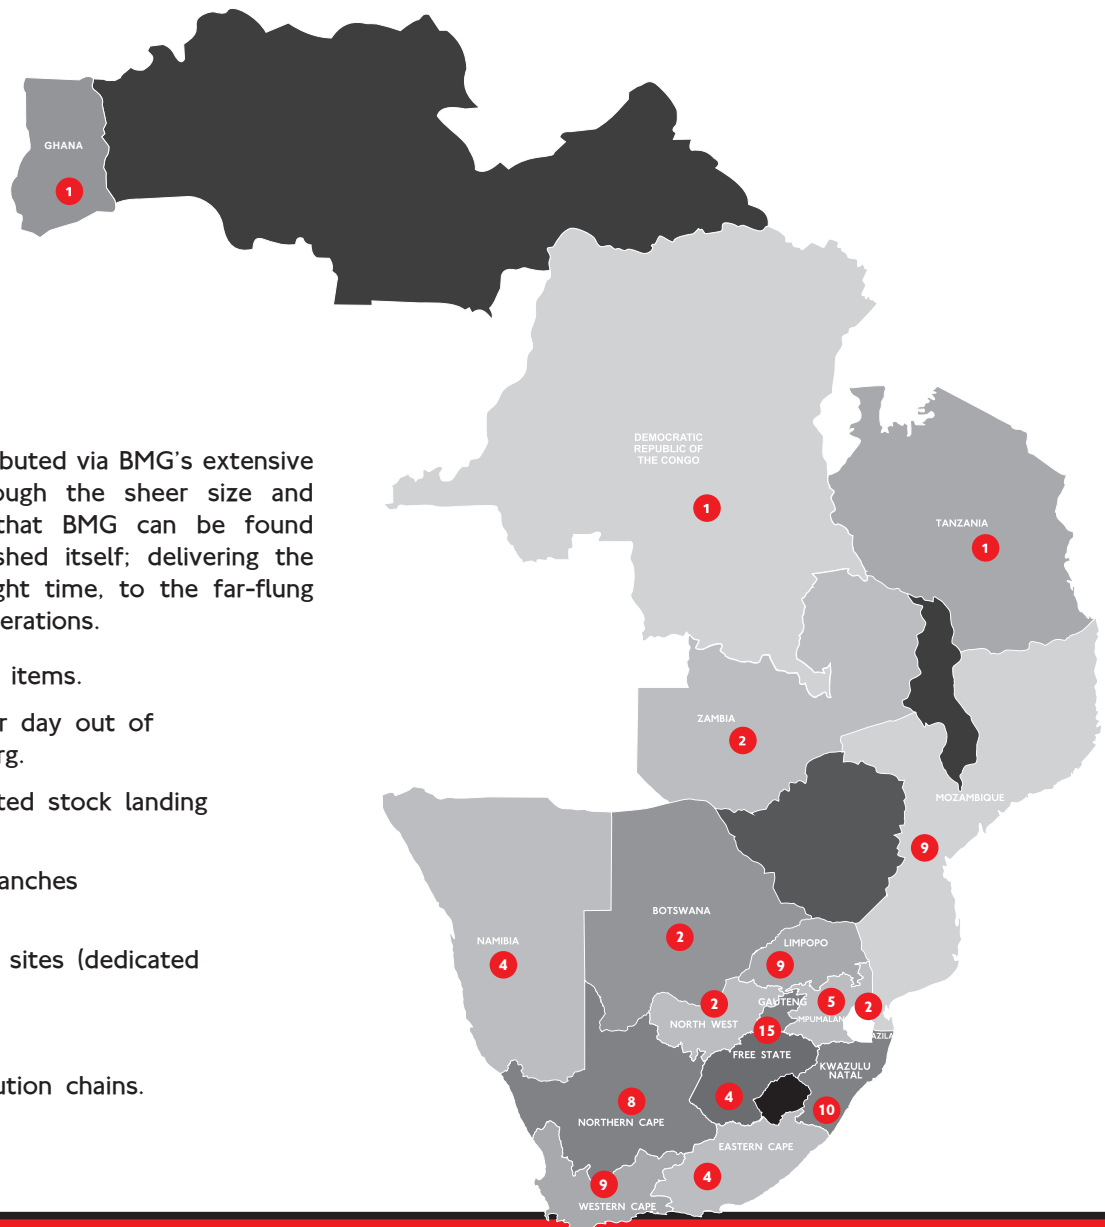 GHANA
1
buted via BMG's extensive
ough the sheer size and
that BMG can be found
shed itself; delivering the
ght time, to the far-flung
erations.
items.
r day out of
rg.
ted stock landing
anches
sites (dedicated
ution chains.
DEMOCRATIC
REPUBLIC OF
THE CONGO
1
TANZANIA
1
ZAMBIA
2
MOZAMBIQUE
9
BOTSWANA
2
NAMIBIA
4
LIMPOPO
9
2
NORTH WEST
GAUTENG
15
5
MPUMALAN
2
AZILA
FREE STATE
4
KWAZULU
NATAL
10
8
NORTHERN CAPE
EASTERN CAPE
4
9
WESTERN CAPE